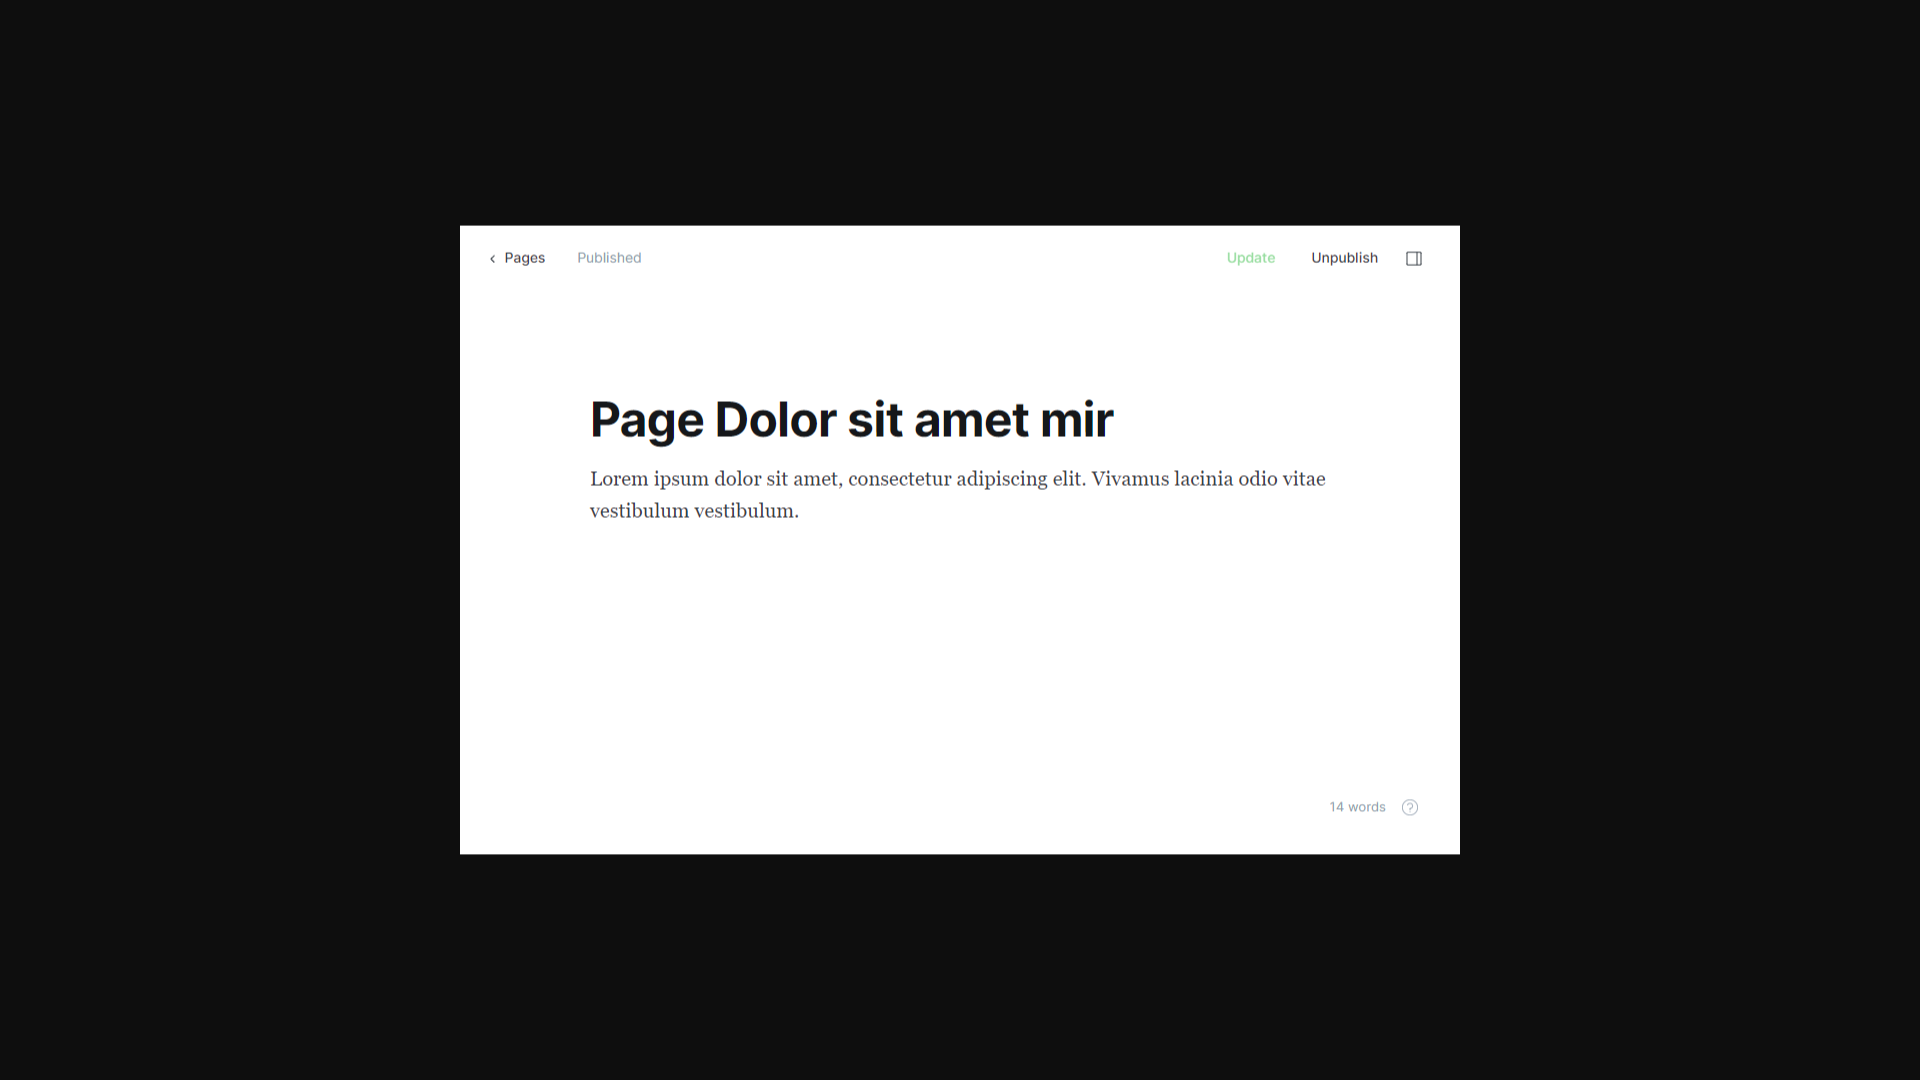 Pages Published Update Unpublish
Page Dolor sit amet mir
Lorem ipsum dolor sit amet, consectetur adipiscing elit. Vivamus lacinia odio vitae
vestibulum vestibulum.
14 words ?